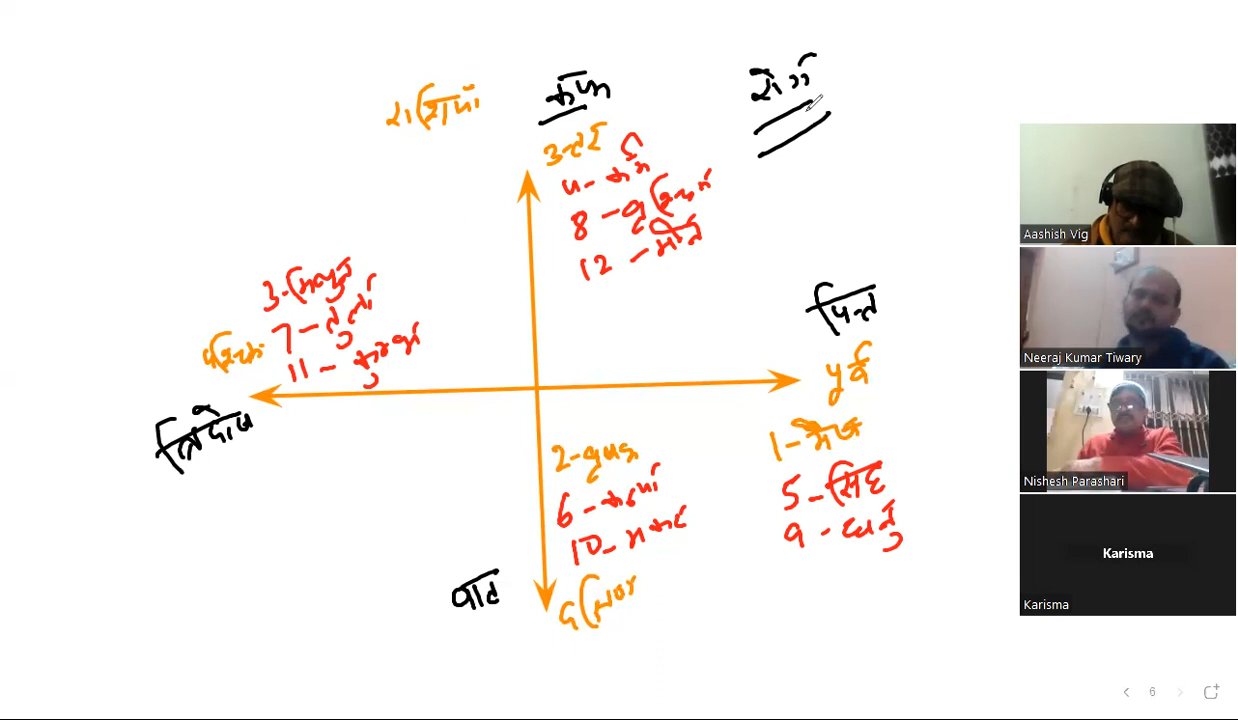 राशियाँ
कफ
रोग
उत्तर
4 - कर्क
8 - वृश्चिक
12 - मीन
3 - मिथुन
7 - तुला
11 - कुम्भ
पश्चिम
त्रिदोष
पित्त
पूर्व
1 - मेष
5 - सिंह
9 - धनु
2 - वृषभ
6 - कन्या
10 - मकर
वात
दक्षिण
Aashish Vig
Neeraj Kumar Tiwary
Nishesh Parashari
Karisma
Karisma
6